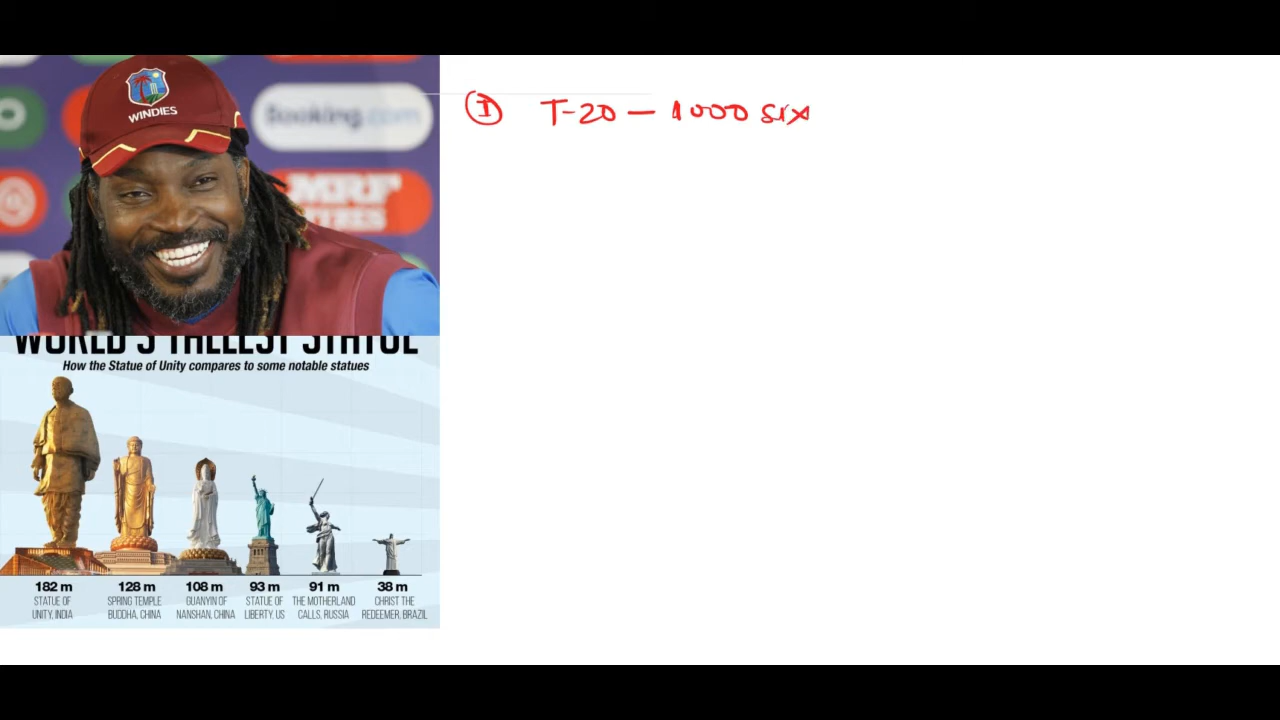 WINDIES
Booking.com
MRF
TYRES
① T-20 — 1000 six
WORLD'S TALLEST STATUE
How the Statue of Unity compares to some notable statues
182 m
STATUE OF
UNITY, INDIA
128 m
SPRING TEMPLE
BUDDHA, CHINA
108 m
GUANYIN OF
NANSHAN, CHINA
93 m
STATUE OF
LIBERTY, US
91 m
THE MOTHERLAND
CALLS, RUSSIA
38 m
CHRIST THE
REDEEMER, BRAZIL